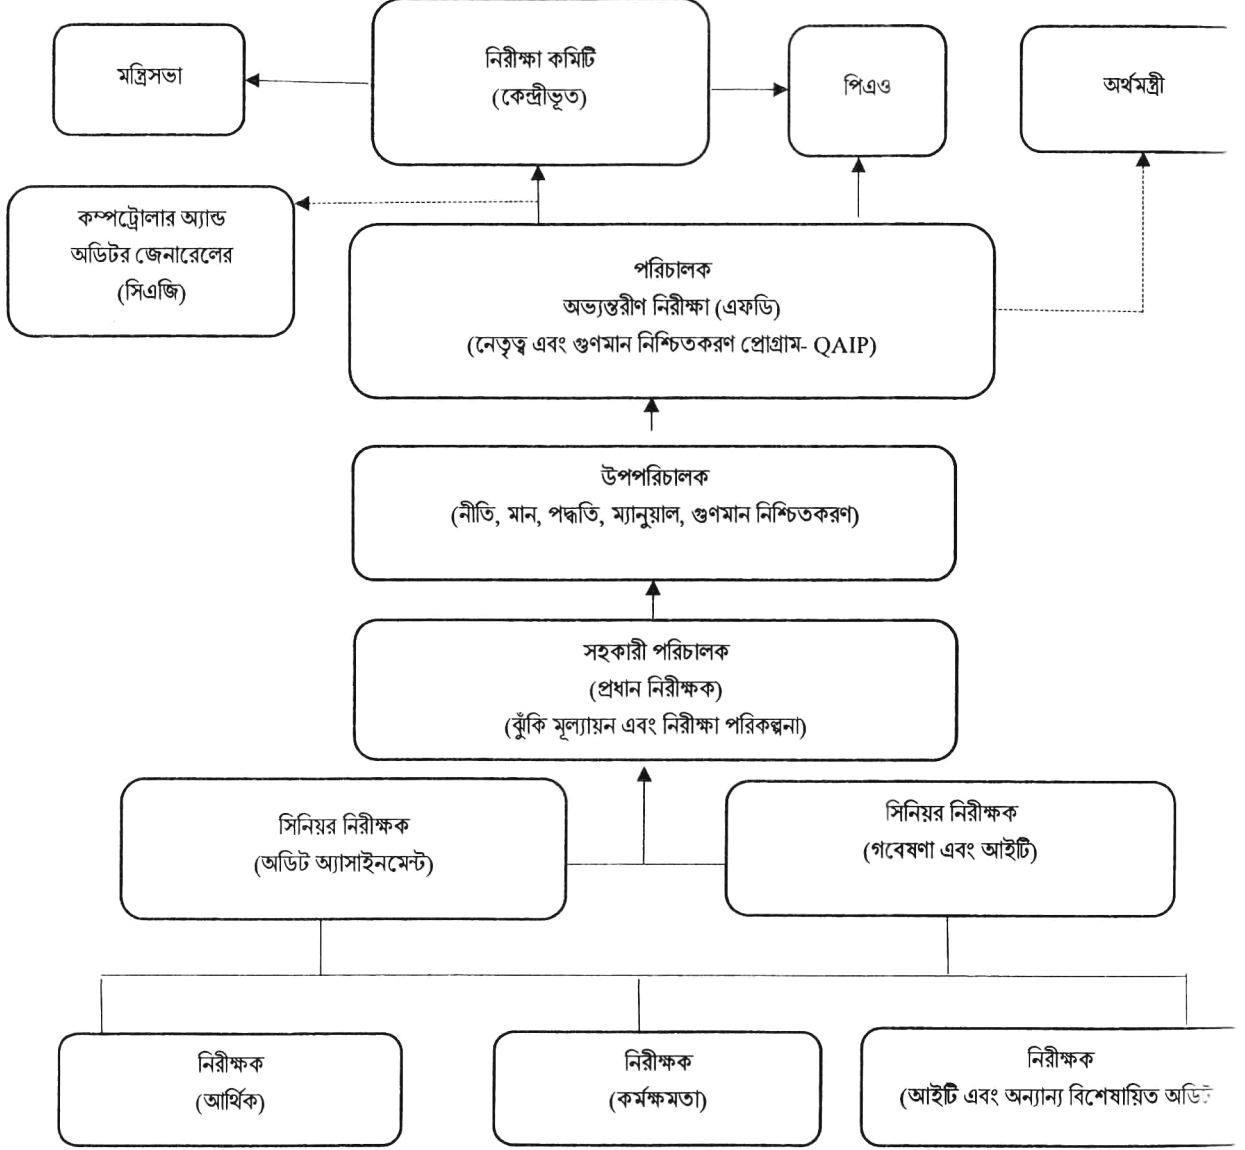 মন্ত্রিসভা
নিরীক্ষা কমিটি
(কেন্দ্রীভূত)
পিএও
অর্থমন্ত্রী
কম্পট্রোলার অ্যান্ড
অডিটর জেনারেলের
(সিএজি)
পরিচালক
অভ্যন্তরীণ নিরীক্ষা (এফডি)
(নেতৃত্ব এবং গুণমান নিশ্চিতকরণ প্রোগ্রাম- QAIP)
উপপরিচালক
(নীতি, মান, পদ্ধতি, ম্যানুয়াল, গুণমান নিশ্চিতকরণ)
সহকারী পরিচালক
(প্রধান নিরীক্ষক)
(ঝুঁকি মূল্যায়ন এবং নিরীক্ষা পরিকল্পনা)
সিনিয়র নিরীক্ষক
(অডিট অ্যাসাইনমেন্ট)
সিনিয়র নিরীক্ষক
(গবেষণা এবং আইটি)
নিরীক্ষক
(আর্থিক)
নিরীক্ষক
(কর্মক্ষমতা)
নিরীক্ষক
(আইটি এবং অন্যান্য বিশেষায়িত অডিট